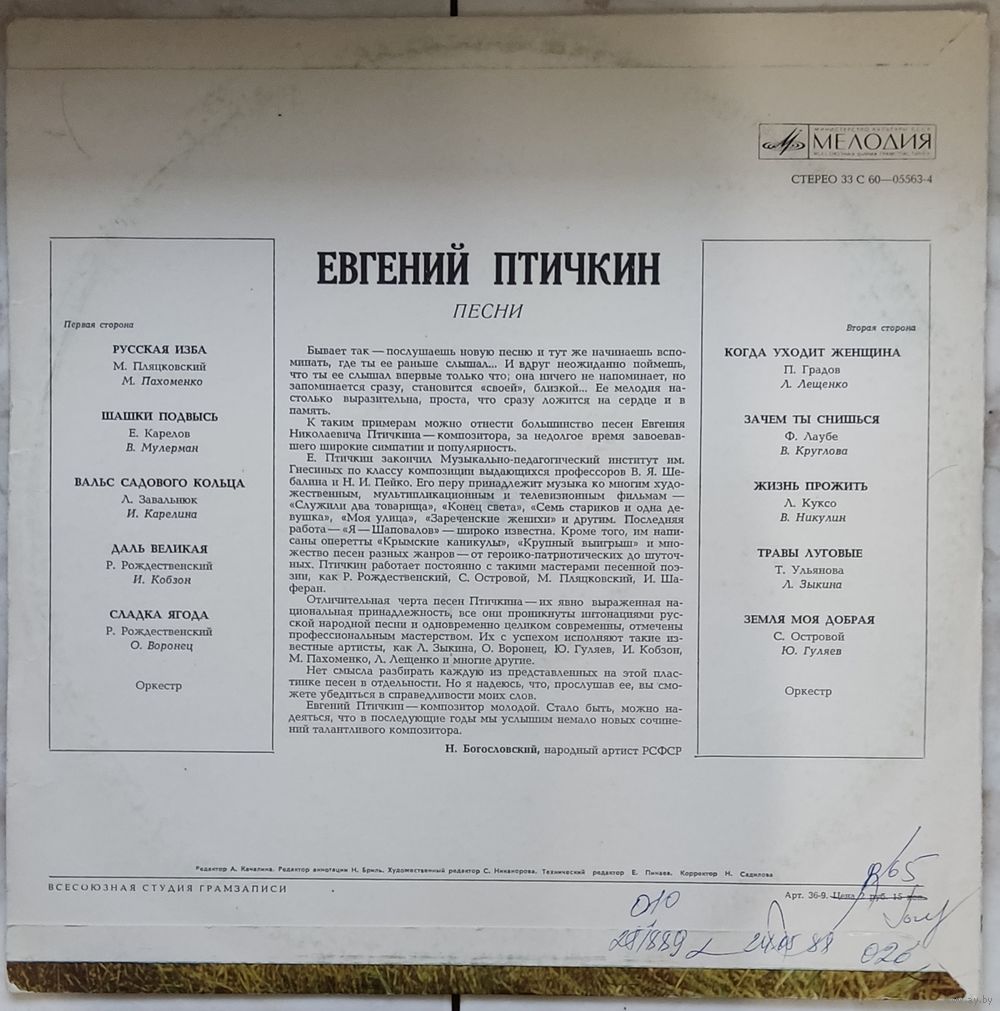 МИНИСТЕРСТВО КУЛЬТУРЫ СССР
МЕЛОДИЯ
СТЕРЕО 33 С 60—05563-4
ЕВГЕНИЙ ПТИЧКИН
ПЕСНИ
Первая сторона
РУССКАЯ ИЗБА
М. Пляцковский
М. Пахоменко
ШАШКИ ПОДВЫСЬ
Е. Карелов
В. Мулерман
ВАЛЬС САДОВОГО КОЛЬЦА
Л. Завальнюк
И. Карелина
ДАЛЬ ВЕЛИКАЯ
Р. Рождественский
И. Кобзон
СЛАДКА ЯГОДА
Р. Рождественский
О. Воронец
Оркестр
Бывает так — послушаешь новую песню и тут же начинаешь вспо-
минать, где ты ее раньше слышал... И вдруг неожиданно поймешь,
что ты ее слышал впервые только что; она ничего не напоминает, но
запоминается сразу, становится «своей», близкой... Ее мелодия на-
столько выразительна, проста, что сразу ложится на сердце и в
память.
К таким примерам можно отнести большинство песен Евгения
Николаевича Птичкина — композитора, за недолгое время завоевав-
шего широкие симпатии и популярность.
Е. Птичкин закончил Музыкально-педагогический институт им.
Гнесиных по классу композиции выдающихся профессоров В. Я. Ше-
балина и Н. И. Пейко. Его перу принадлежит музыка ко многим худо-
жественным, мультипликационным и телевизионным фильмам —
«Служили два товарища», «Конец света», «Семь стариков и одна де-
вушка», «Моя улица», «Зареченские женихи» и другим. Последняя
работа — «Я — Шаповалов» — широко известна. Кроме того, им напи-
саны оперетты «Крымские каникулы», «Крупный выигрыш» и мно-
жество песен разных жанров — от героико-патриотических до шуточ-
ных. Птичкин работает постоянно с такими мастерами песенной поэ-
зии, как Р. Рождественский, С. Островой, М. Пляцковский, И. Ша-
феран.
Отличительная черта песен Птичкина — их явно выраженная на-
циональная принадлежность, все они проникнуты интонациями рус-
ской народной песни и одновременно целиком современны, отмечены
профессиональным мастерством. Их с успехом исполняют такие из-
вестные артисты, как Л. Зыкина, О. Воронец, Ю. Гуляев, И. Кобзон,
М. Пахоменко, Л. Лещенко и многие другие.
Нет смысла разбирать каждую из представленных на этой плас-
тинке песен в отдельности. Но я надеюсь, что, прослушав ее, вы смо-
жете убедиться в справедливости моих слов.
Евгений Птичкин — композитор молодой. Стало быть, можно на-
деяться, что в последующие годы мы услышим немало новых сочине-
ний талантливого композитора.
Н. Богословский, народный артист РСФСР
Вторая сторона
КОГДА УХОДИТ ЖЕНЩИНА
П. Градов
Л. Лещенко
ЗАЧЕМ ТЫ СНИШЬСЯ
Ф. Лаубе
В. Круглова
ЖИЗНЬ ПРОЖИТЬ
Л. Куксо
В. Никулин
ТРАВЫ ЛУГОВЫЕ
Т. Ульянова
Л. Зыкина
ЗЕМЛЯ МОЯ ДОБРАЯ
С. Островой
Ю. Гуляев
Оркестр
Редактор А. Качалина. Редактор аннотации Н. Бриль. Художественный редактор С. Никанорова. Технический редактор Е. Пинаев. Корректор Н. Садилова
ВСЕСОЮЗНАЯ СТУДИЯ ГРАМЗАПИСИ
Арт. 36-9. Цена 2 руб. 15 коп.
010